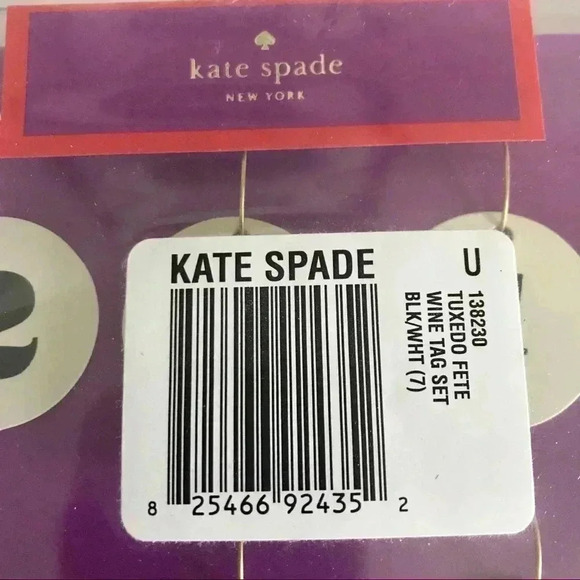 kate spade
NEW YORK
2
KATE SPADE
U
138230
TUXEDO FETE
WINE TAG SET
BLK/WHT (7)
8 25466 92435 2